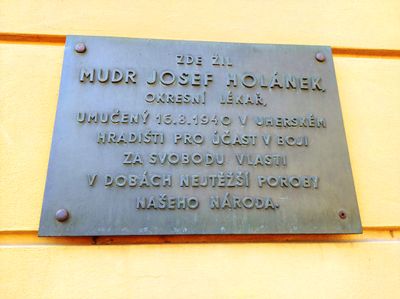 ZDE ŽIL
MUDR JOSEF HOLÁNEK,
OKRESNÍ LÉKAŘ,
UMUČENÝ 15.8.1940 V UHERSKÉM
HRADIŠTI PRO ÚČAST V BOJI
ZA SVOBODU VLASTI
V DOBÁCH NEJTĚŽŠÍ POROBY
NAŠEHO NÁRODA.